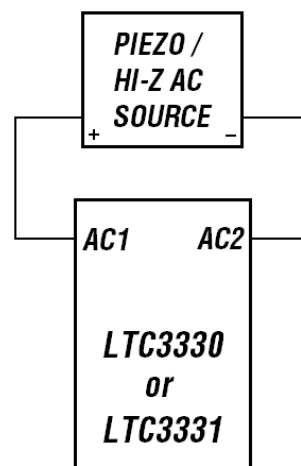 PIEZO /
HI-Z AC
SOURCE
+ −
AC1 AC2
LTC3330
or
LTC3331